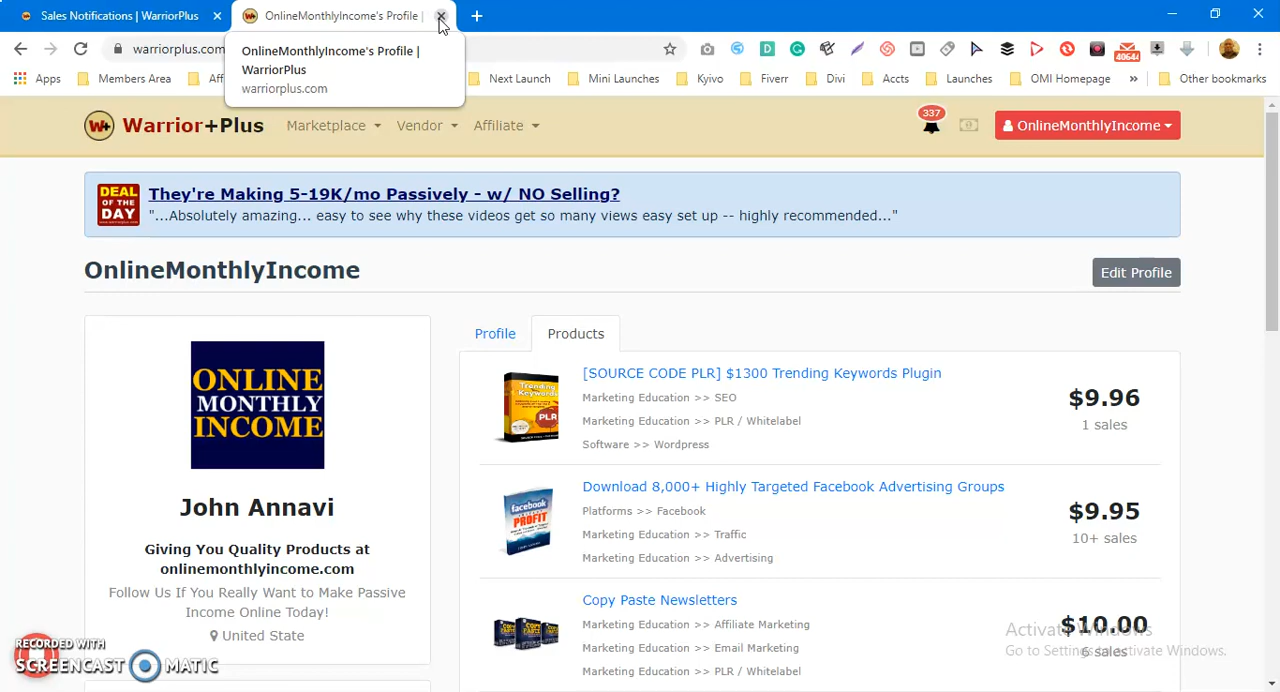 Sales Notifications | WarriorPlus
OnlineMonthlyIncome's Profile |
warriorplus.com
OnlineMonthlyIncome's Profile |
WarriorPlus
warriorplus.com
40644
Apps
Members Area
Aff
Next Launch
Mini Launches
Kyivo
Fiverr
Divi
Accts
Launches
OMI Homepage
»
Other bookmarks
W+ Warrior+Plus
Marketplace
Vendor
Affiliate
337
OnlineMonthlyIncome
DEAL OF THE DAY
They're Making 5-19K/mo Passively - w/ NO Selling?
"...Absolutely amazing... easy to see why these videos get so many views easy set up -- highly recommended..."
OnlineMonthlyIncome
Edit Profile
ONLINE
MONTHLY
INCOME
John Annavi
Giving You Quality Products at
onlinemonthlyincome.com
Follow Us If You Really Want to Make Passive
Income Online Today!
United State
Profile
Products
Trending
Keywords
PLR
[SOURCE CODE PLR] $1300 Trending Keywords Plugin
Marketing Education >> SEO
Marketing Education >> PLR / Whitelabel
Software >> Wordpress
$9.96
1 sales
facebook
PROFIT
Download 8,000+ Highly Targeted Facebook Advertising Groups
Platforms >> Facebook
Marketing Education >> Traffic
Marketing Education >> Advertising
$9.95
10+ sales
Copy Paste Newsletters
Marketing Education >> Affiliate Marketing
Marketing Education >> Email Marketing
Marketing Education >> PLR / Whitelabel
$10.00
6 sales
Activate Windows
Go to Settings to activate Windows.
RECORDED WITH
SCREENCAST MATIC